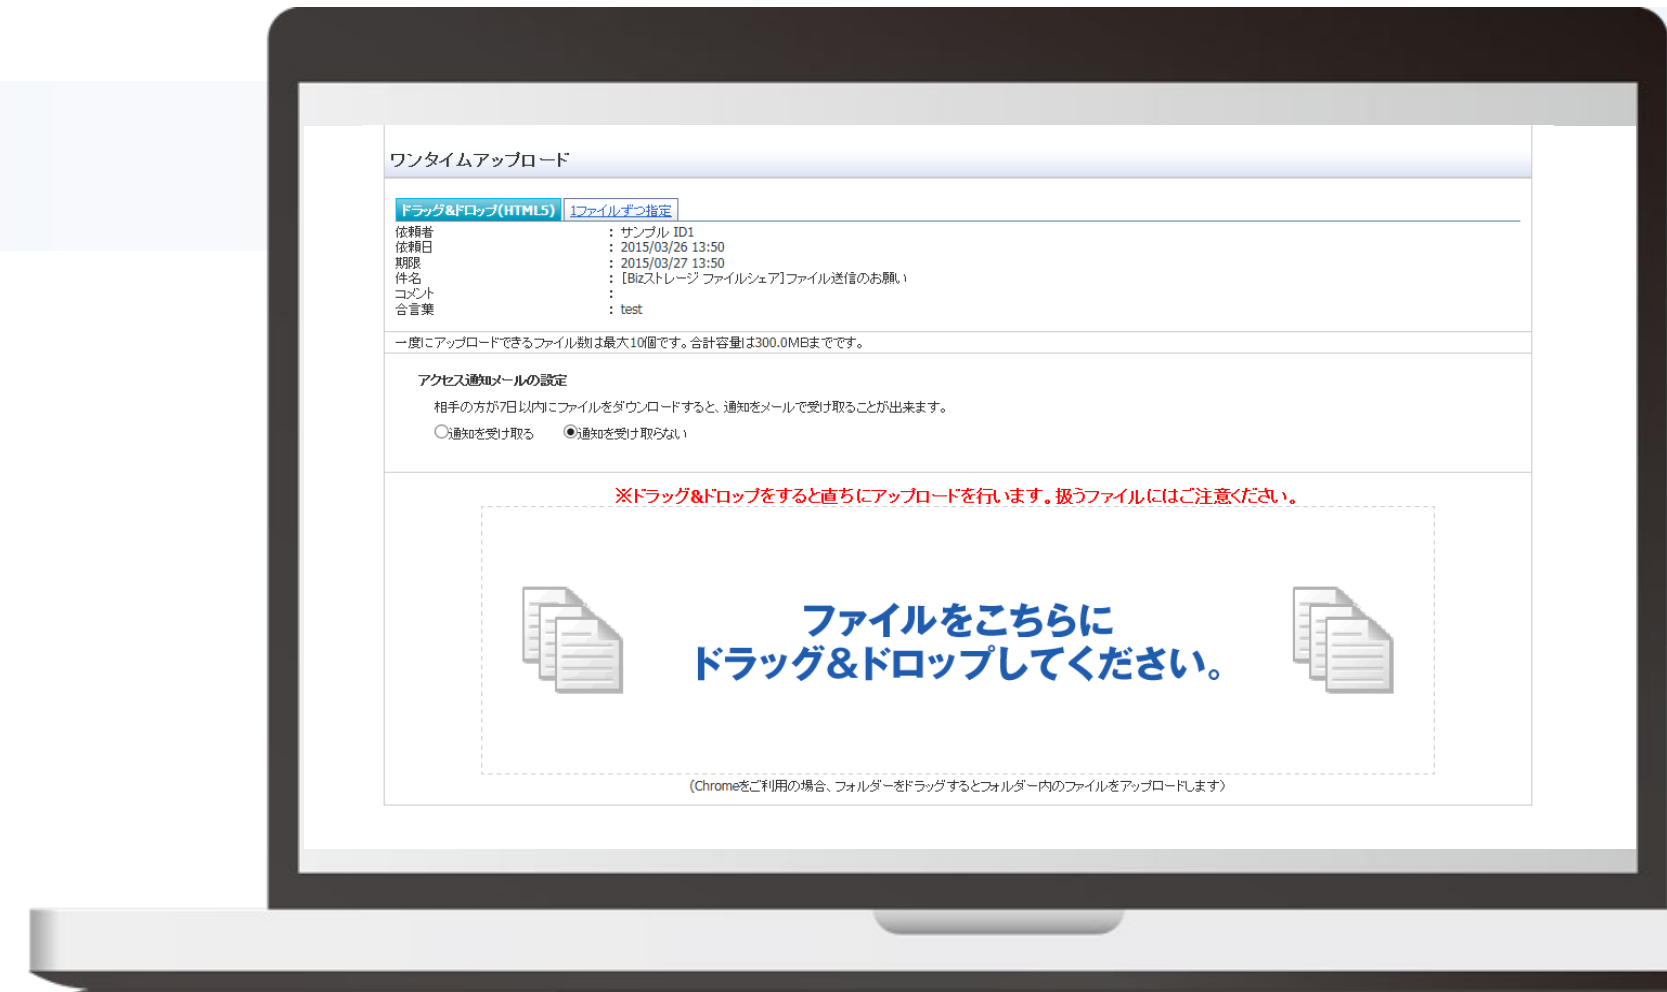 ワンタイムアップロード
ドラッグ&ドロップ(HTML5) 1ファイルずつ指定
依頼者 : サンプル ID1
依頼日 : 2015/03/26 13:50
期限 : 2015/03/27 13:50
件名 : [Bizストレージ ファイルシェア]ファイル送信のお願い
コメント :
合言葉 : test
一度にアップロードできるファイル数は最大10個です。合計容量は300.0MBまでです。
アクセス通知メールの設定
相手の方が7日以内にファイルをダウンロードすると、通知をメールで受け取ることが出来ます。
通知を受け取る 通知を受け取らない
※ドラッグ&ドロップをすると直ちにアップロードを行います。扱うファイルにはご注意ください。
ファイルをこちらに
ドラッグ&ドロップしてください。
(Chromeをご利用の場合、フォルダーをドラッグするとフォルダー内のファイルをアップロードします)